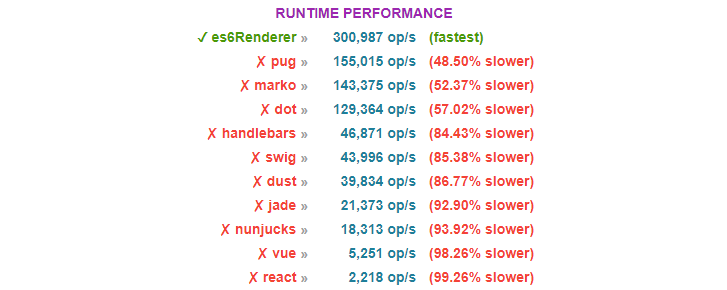 RUNTIME PERFORMANCE
✓ es6Renderer » 300,987 op/s (fastest)
✗ pug » 155,015 op/s (48.50% slower)
✗ marko » 143,375 op/s (52.37% slower)
✗ dot » 129,364 op/s (57.02% slower)
✗ handlebars » 46,871 op/s (84.43% slower)
✗ swig » 43,996 op/s (85.38% slower)
✗ dust » 39,834 op/s (86.77% slower)
✗ jade » 21,373 op/s (92.90% slower)
✗ nunjucks » 18,313 op/s (93.92% slower)
✗ vue » 5,251 op/s (98.26% slower)
✗ react » 2,218 op/s (99.26% slower)